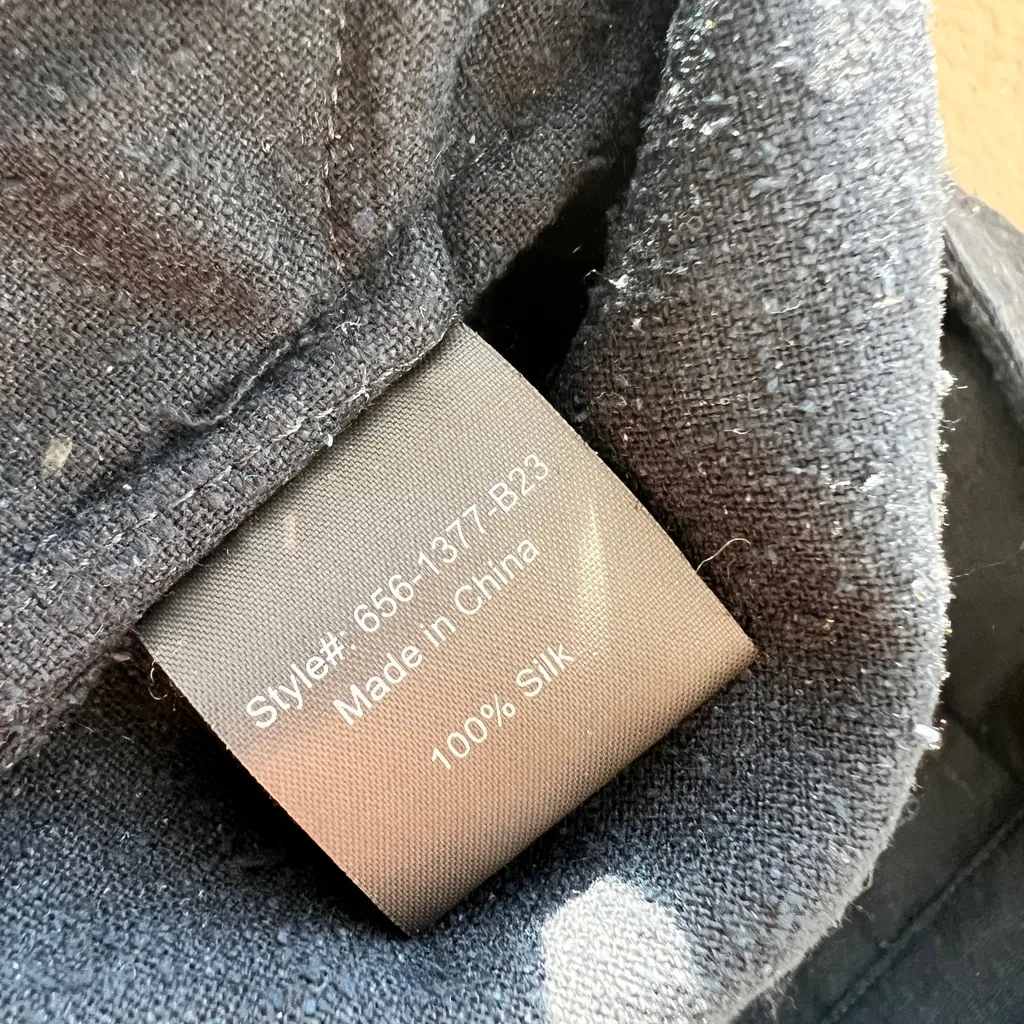 Style#: 656-1377-B23
Made in China
100% Silk